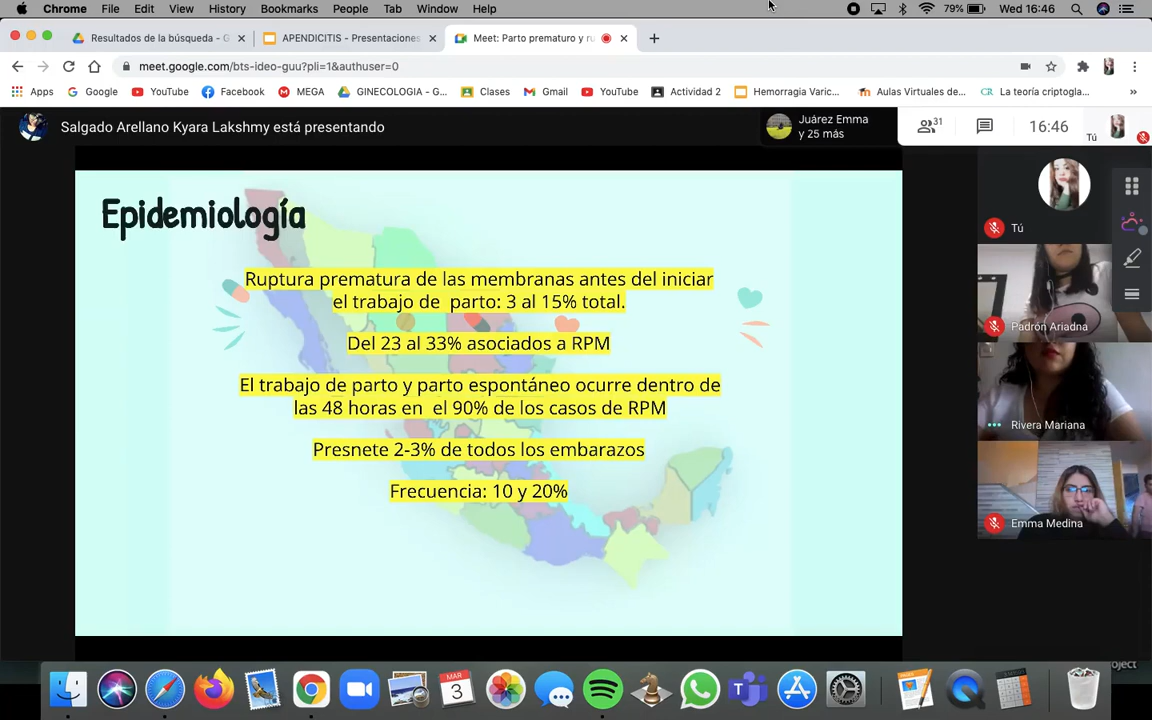 Chrome File Edit View History Bookmarks People Tab Window Help 79% Wed 16:46
Resultados de la búsqueda - G
APENDICITIS - Presentaciones
Meet: Parto prematuro y ru
meet.google.com/bts-ideo-guu?pli=1&authuser=0
Apps Google YouTube Facebook MEGA GINECOLOGIA - G... Clases Gmail YouTube Actividad 2 Hemorragia Varic... Aulas Virtuales de... La teoría criptogla... »
Salgado Arellano Kyara Lakshmy está presentando
Juárez Emma
y 25 más
31
16:46
Tú
Epidemiología
Ruptura prematura de las membranas antes del iniciar
el trabajo de parto: 3 al 15% total.
Del 23 al 33% asociados a RPM
El trabajo de parto y parto espontáneo ocurre dentro de
las 48 horas en el 90% de los casos de RPM
Presnete 2-3% de todos los embarazos
Frecuencia: 10 y 20%
Tú
Padrón Ariadna
Rivera Mariana
Emma Medina
oject
MAR
3
PAGES